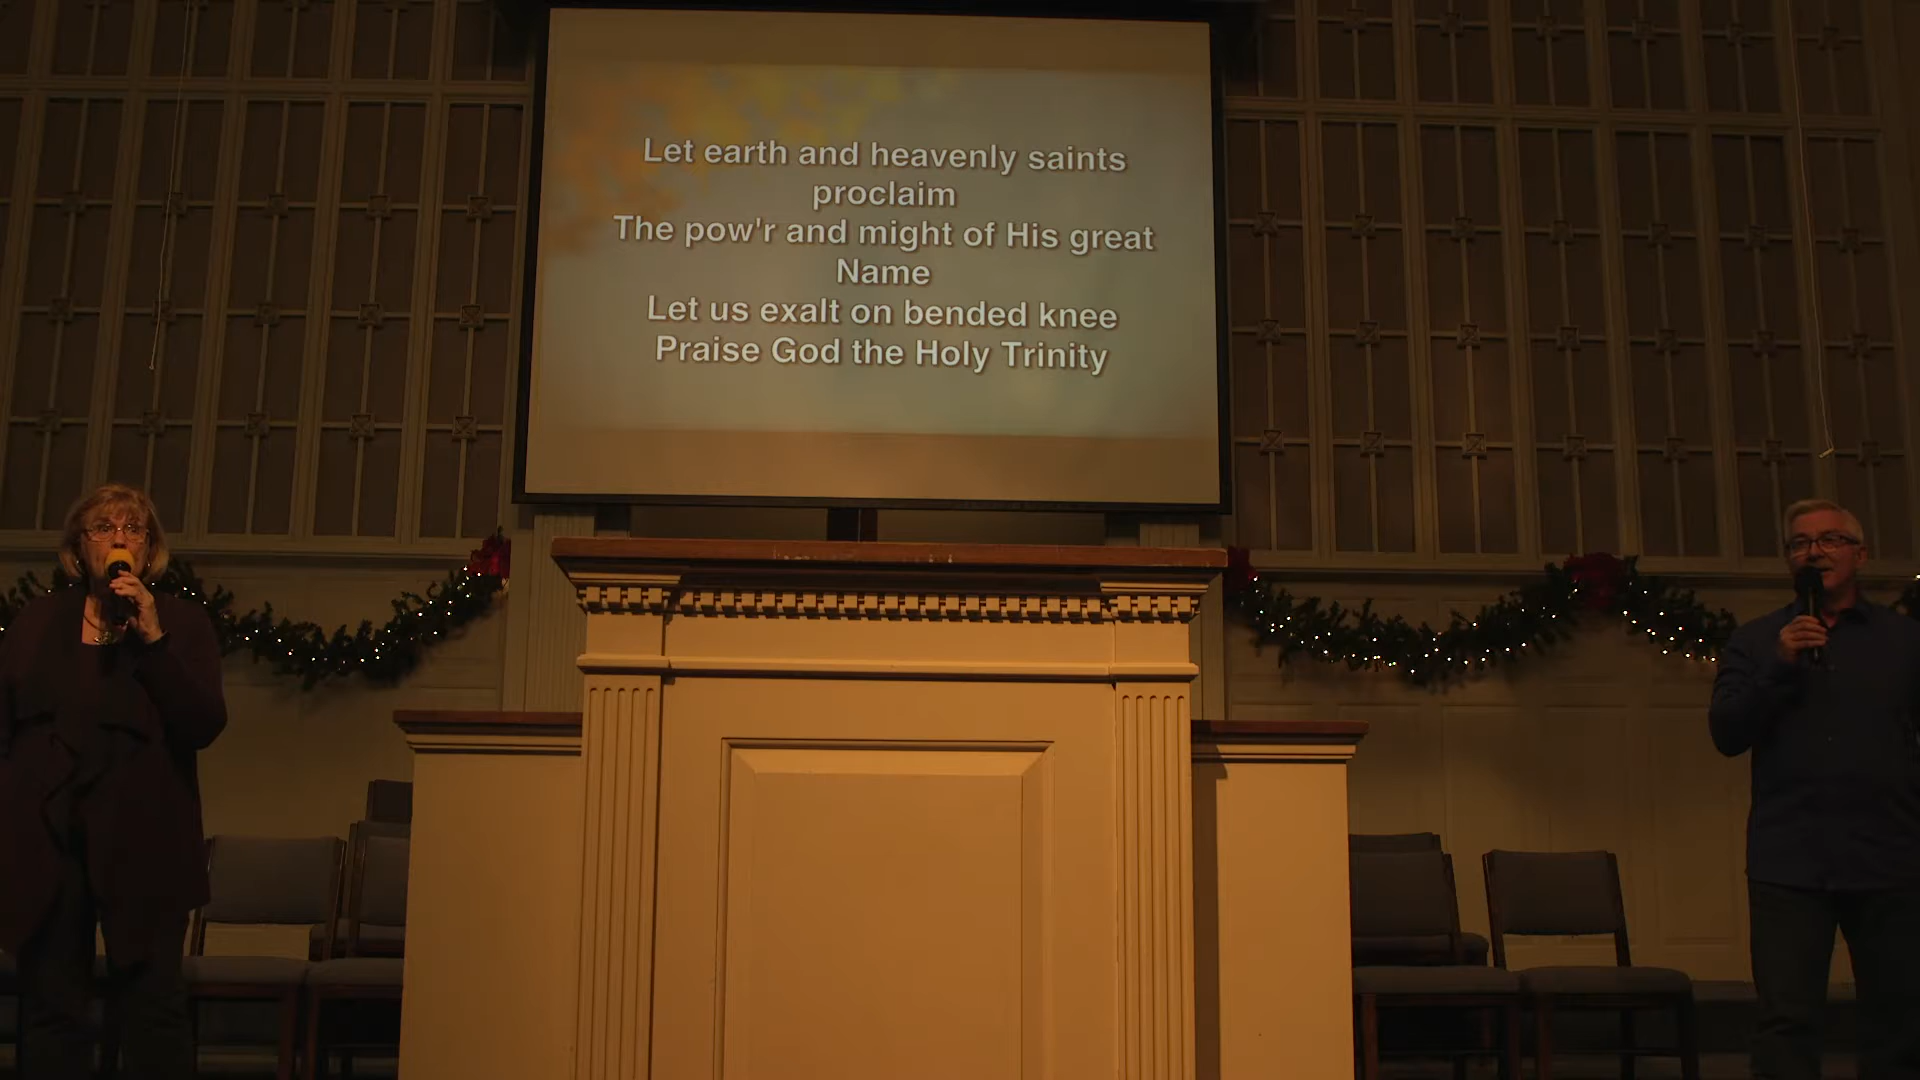 Let earth and heavenly saints
proclaim
The pow'r and might of His great
Name
Let us exalt on bended knee
Praise God the Holy Trinity